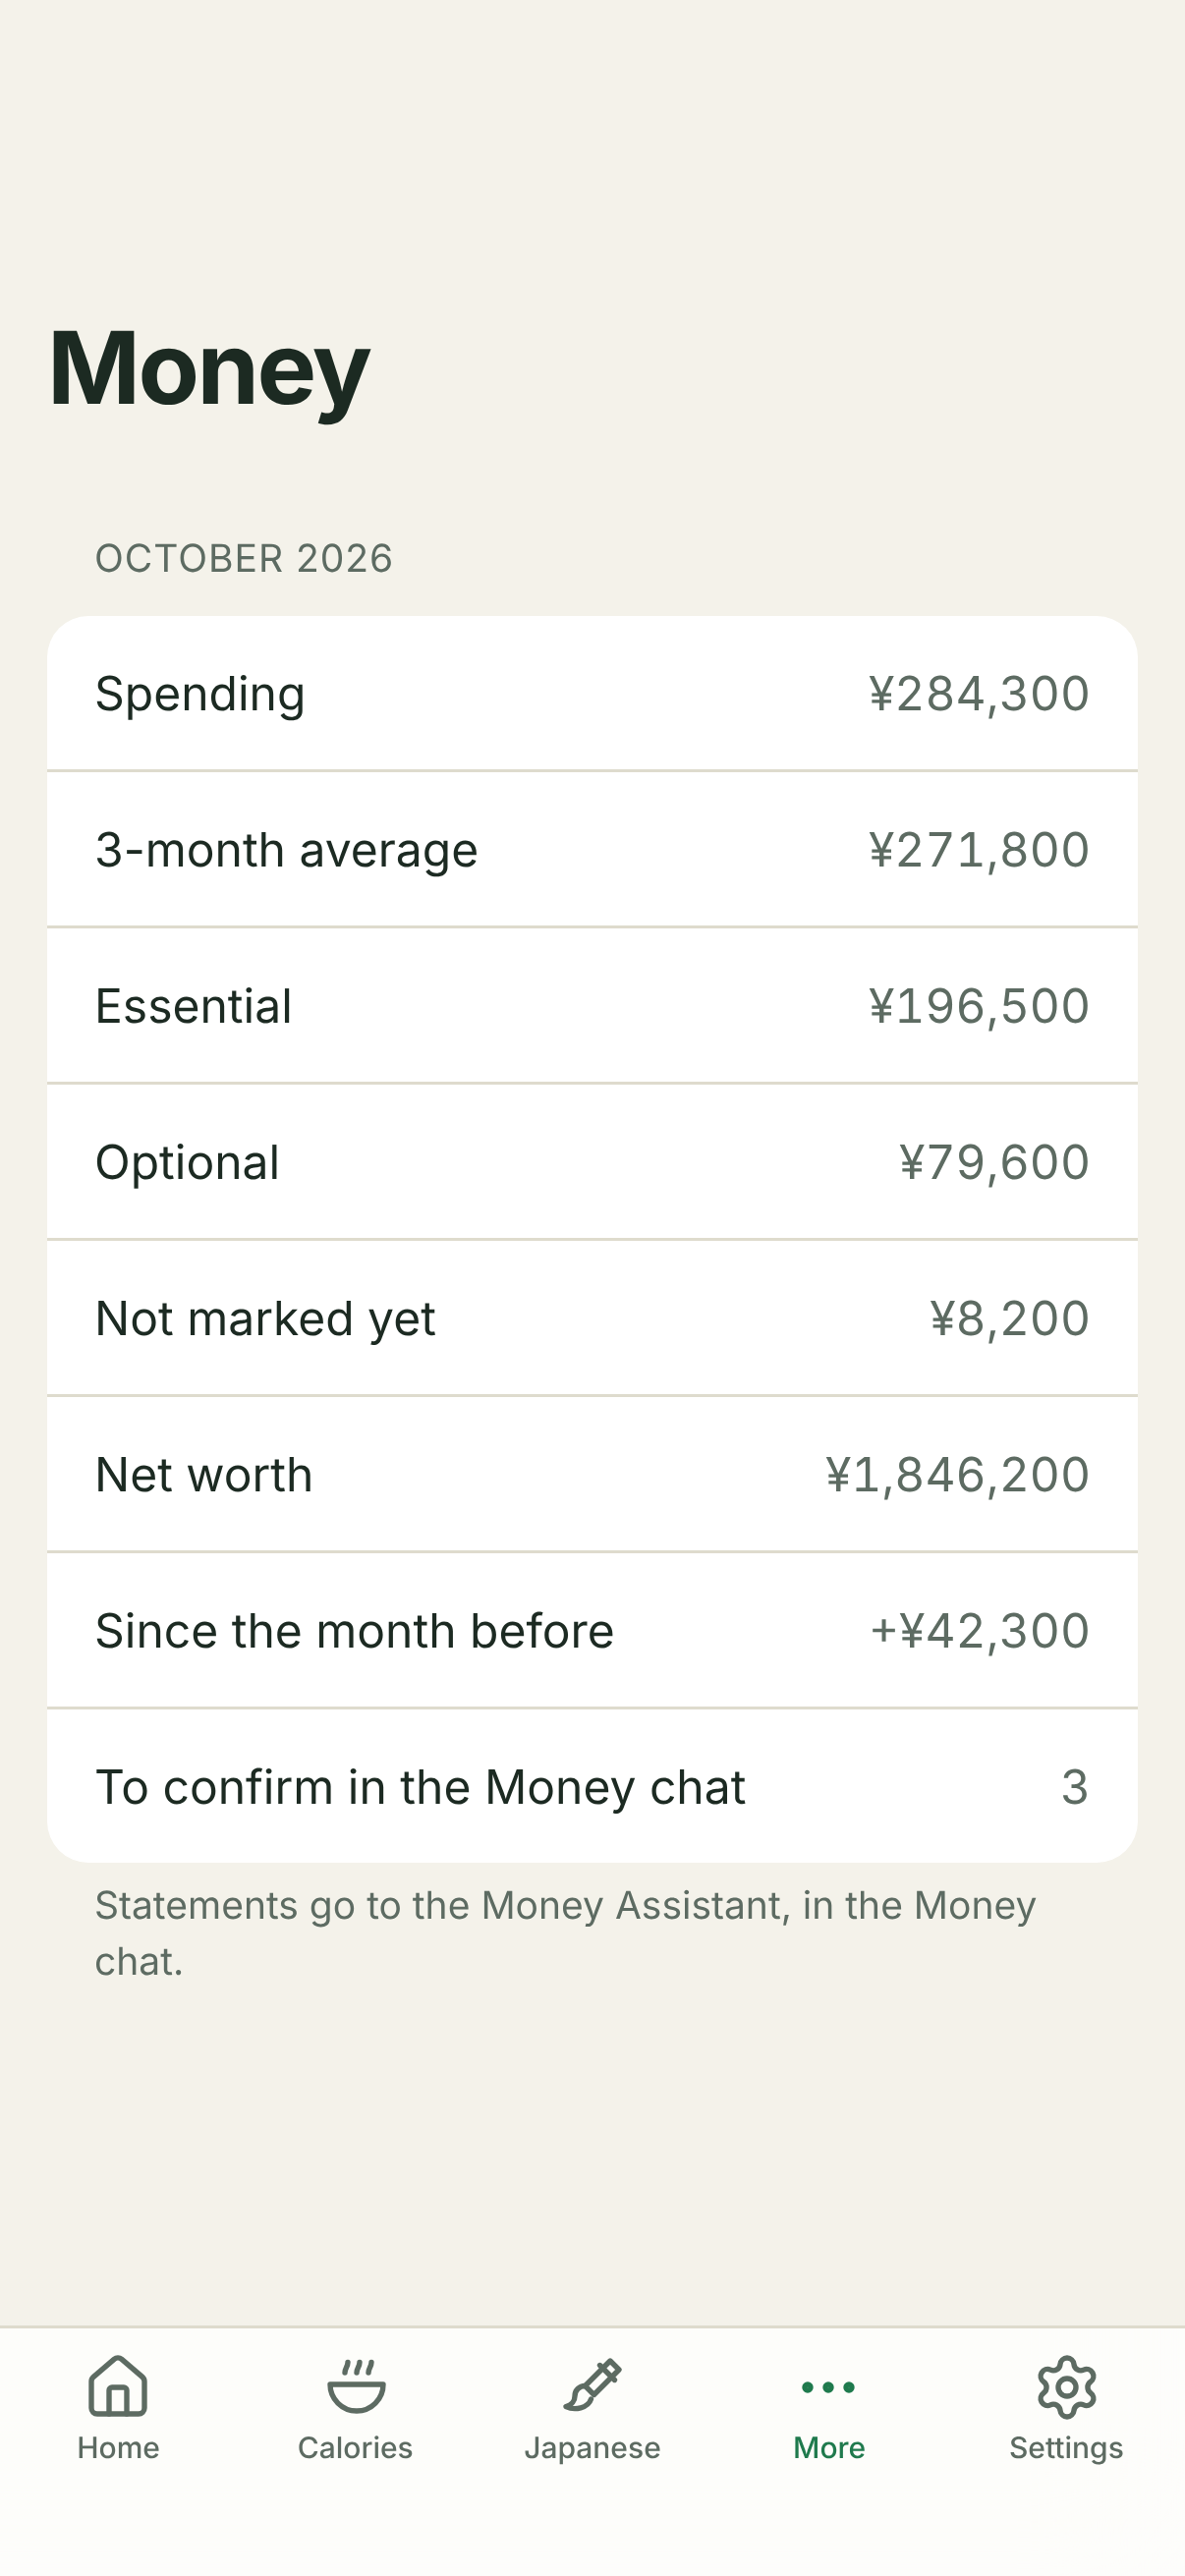 Money
OCTOBER 2026
Spending ¥284,300
3-month average ¥271,800
Essential ¥196,500
Optional ¥79,600
Not marked yet ¥8,200
Net worth ¥1,846,200
Since the month before +¥42,300
To confirm in the Money chat 3
Statements go to the Money Assistant, in the Money
chat.
Home Calories Japanese More Settings